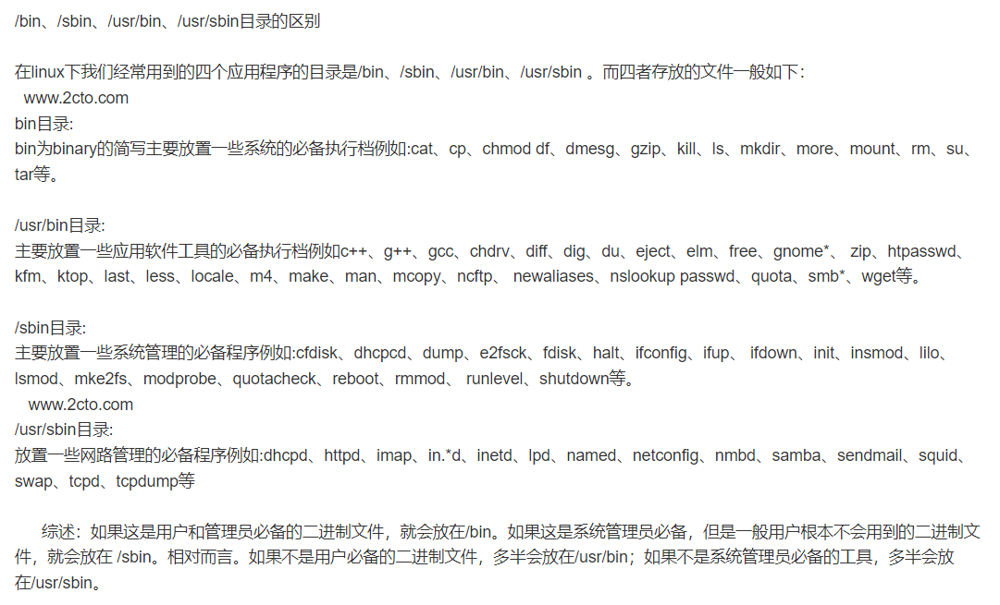 /bin、/sbin、/usr/bin、/usr/sbin目录的区别
在linux下我们经常用到的四个应用程序的目录是/bin、/sbin、/usr/bin、/usr/sbin 。而四者存放的文件一般如下：
www.2cto.com
bin目录:
bin为binary的简写主要放置一些系统的必备执行档例如:cat、cp、chmod df、dmesg、gzip、kill、ls、mkdir、more、mount、rm、su、
tar等。
/usr/bin目录:
主要放置一些应用软件工具的必备执行档例如c++、g++、gcc、chdrv、diff、dig、du、eject、elm、free、gnome*、 zip、htpasswd、
kfm、ktop、last、less、locale、m4、make、man、mcopy、ncftp、 newaliases、nslookup passwd、quota、smb*、wget等。
/sbin目录:
主要放置一些系统管理的必备程序例如:cfdisk、dhcpcd、dump、e2fsck、fdisk、halt、ifconfig、ifup、 ifdown、init、insmod、lilo、
lsmod、mke2fs、modprobe、quotacheck、reboot、rmmod、 runlevel、shutdown等。
www.2cto.com
/usr/sbin目录:
放置一些网路管理的必备程序例如:dhcpd、httpd、imap、in.*d、inetd、lpd、named、netconfig、nmbd、samba、sendmail、squid、
swap、tcpd、tcpdump等
综述：如果这是用户和管理员必备的二进制文件，就会放在/bin。如果这是系统管理员必备，但是一般用户根本不会用到的二进制文
件，就会放在 /sbin。相对而言。如果不是用户必备的二进制文件，多半会放在/usr/bin；如果不是系统管理员必备的工具，多半会放
在/usr/sbin。